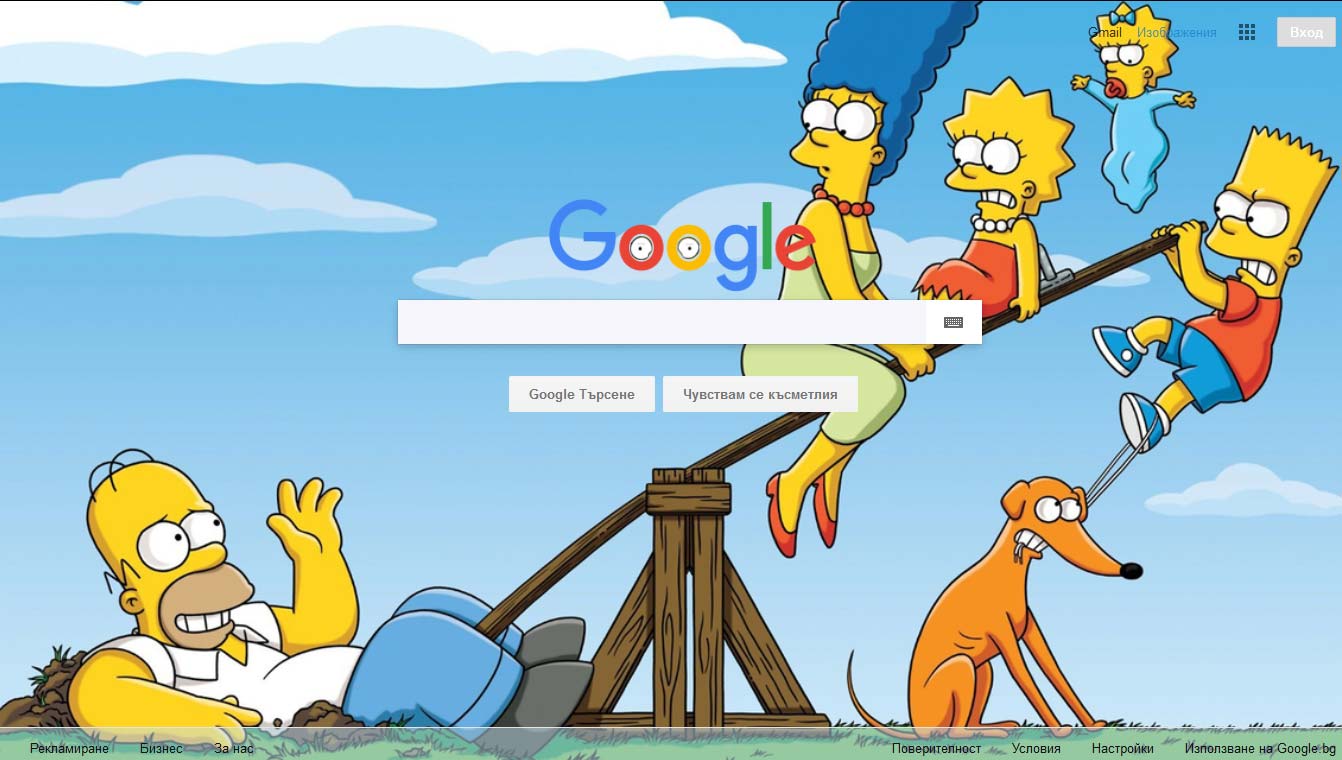 Gmail Изображения Вход
Google
Google Търсене Чувствам се късметлия
Рекламиране Бизнес За нас Поверителност Условия Настройки Използване на Google.bg